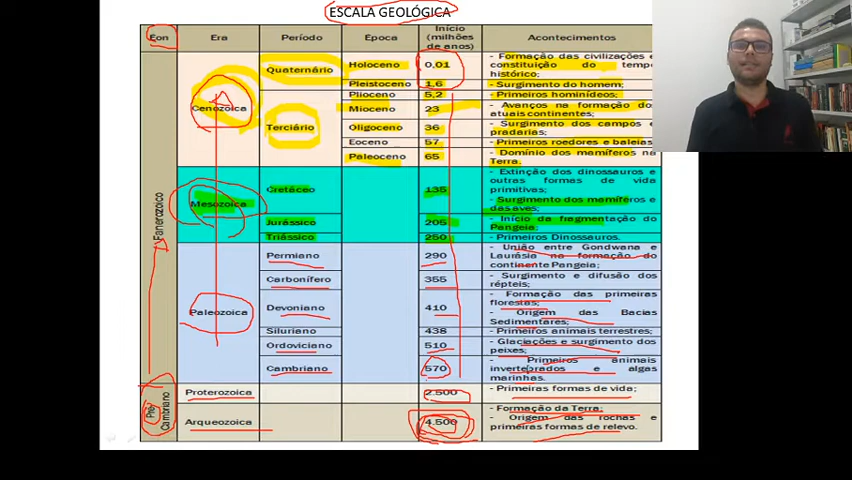 ESCALA GEOLÓGICA
Eon
Era
Período
Época
Início
(milhões
de anos)
Acontecimentos
Fanerozoico
Cenozoica
Quaternário
Holoceno
0,01
- Formação das civilizações e
constituição do tempo
histórico;
Pleistoceno
1,6
- Surgimento do homem;
Terciário
Plioceno
5,2
- Primeiros hominídeos;
Mioceno
23
- Avanços na formação do
atuais continentes;
Oligoceno
36
- Surgimento dos campos e
pradarias;
Eoceno
57
- Primeiros roedores e baleias
Paleoceno
65
- Domínio dos mamíferos na
Terra.
Mesozoica
Cretáceo
135
- Extinção dos dinossauros e
outras formas de vida
primitivas;
- Surgimento dos mamíferos e
das aves;
Jurássico
205
- Início da fragmentação do
Pangeia;
Triássico
250
- Primeiros Dinossauros.
Paleozoica
Permiano
290
- União entre Gondwana e
Laurásia na formação do
continente Pangeia;
Carbonífero
355
- Surgimento e difusão dos
répteis;
Devoniano
410
- Formação das primeiras
florestas;
- Origem das Bacias
Sedimentares;
Siluriano
438
- Primeiros animais terrestres;
Ordoviciano
510
- Glaciações e surgimento dos
peixes;
Cambriano
570
- Primeiros animais
invertebrados e algas
marinhas.
Pré-
Cambriano
Proterozoica
2.500
- Primeiras formas de vida;
Arqueozoica
4.500
- Formação da Terra;
- Origem das rochas e
primeiras formas de relevo.